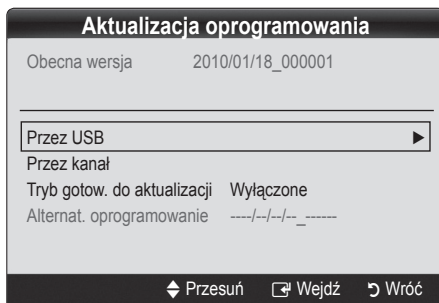 Aktualizacja oprogramowania
Obecna wersja 2010/01/18_000001
Przez USB
Przez kanał
Tryb gotow. do aktualizacji Wyłączone
Alternat. oprogramowanie ----/--/--/--_------
Przesuń Wejdź Wróć